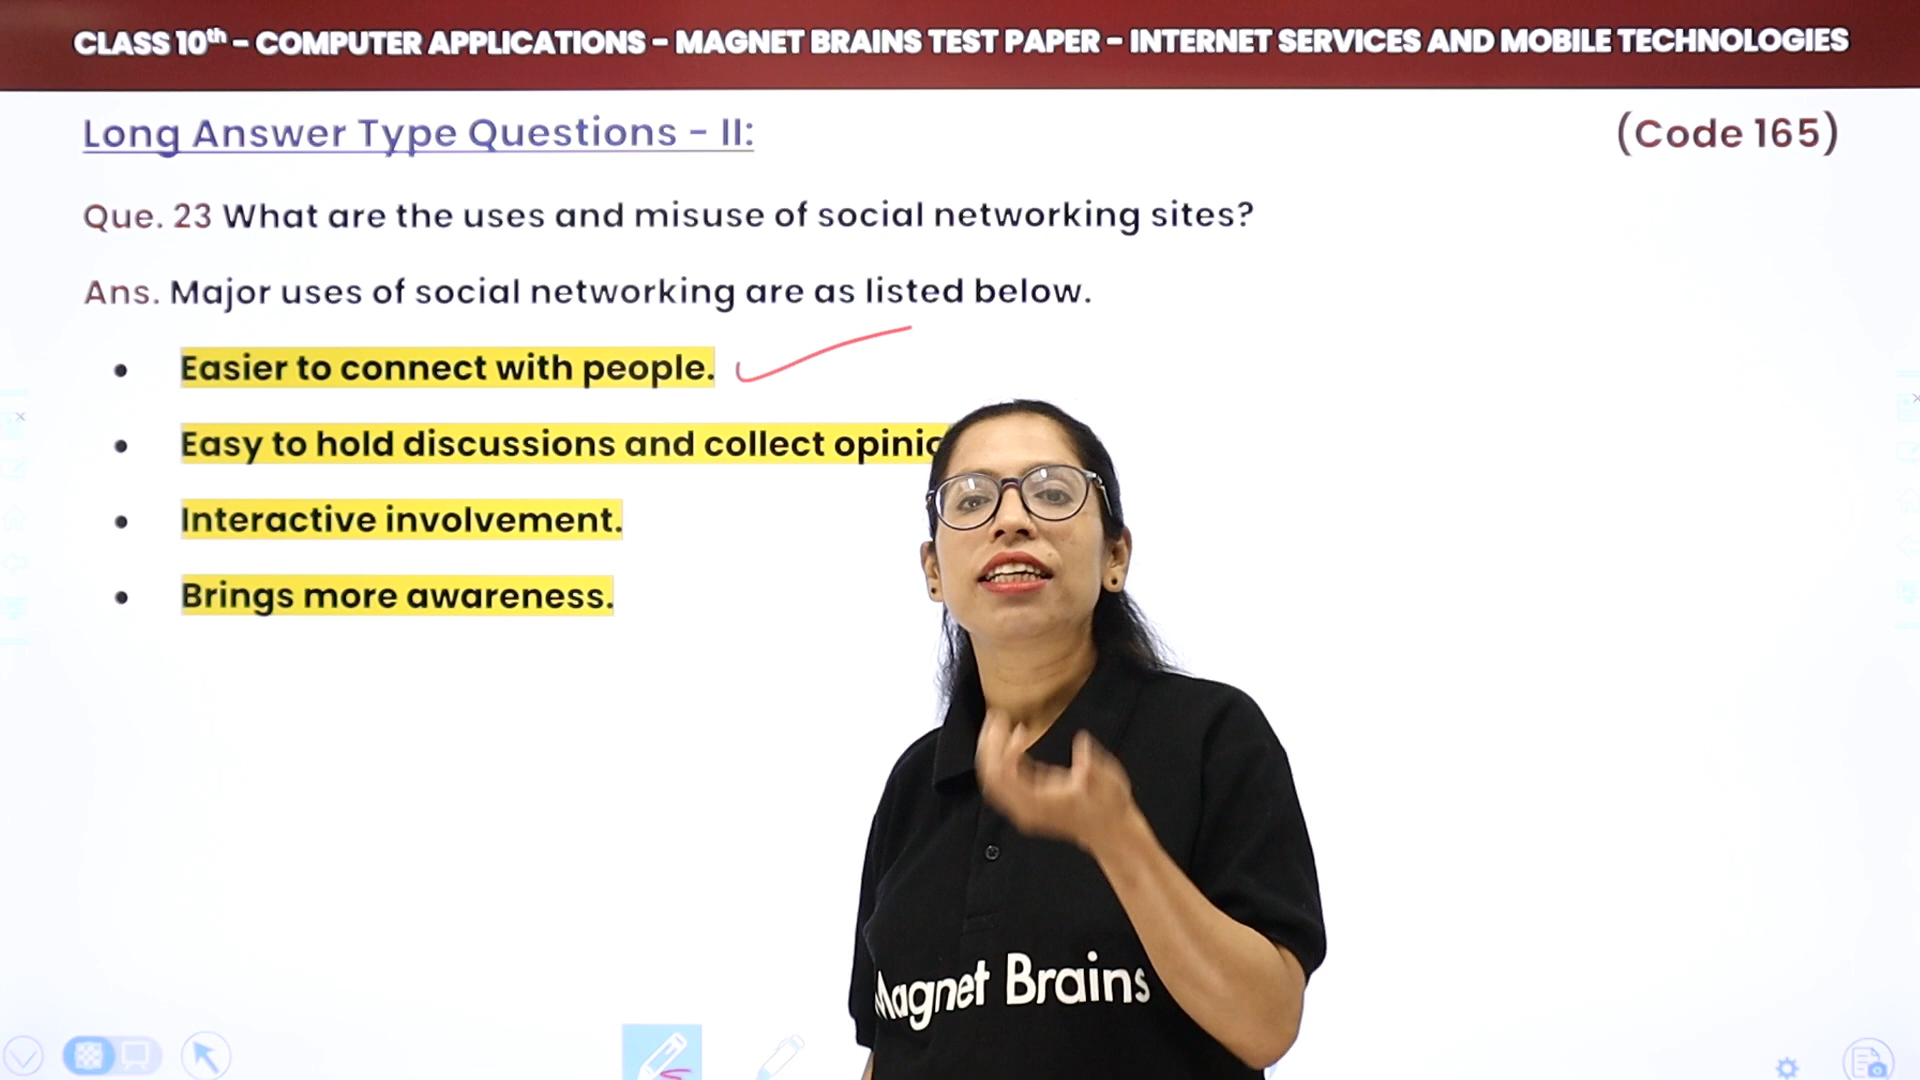 CLASS 10th – COMPUTER APPLICATIONS – MAGNET BRAINS TEST PAPER – INTERNET SERVICES AND MOBILE TECHNOLOGIES
Long Answer Type Questions – II:
(Code 165)
Que. 23 What are the uses and misuse of social networking sites?
Ans. Major uses of social networking are as listed below.
• Easier to connect with people.
• Easy to hold discussions and collect
• Interactive involvement.
• Brings more awareness.
Magnet Brains